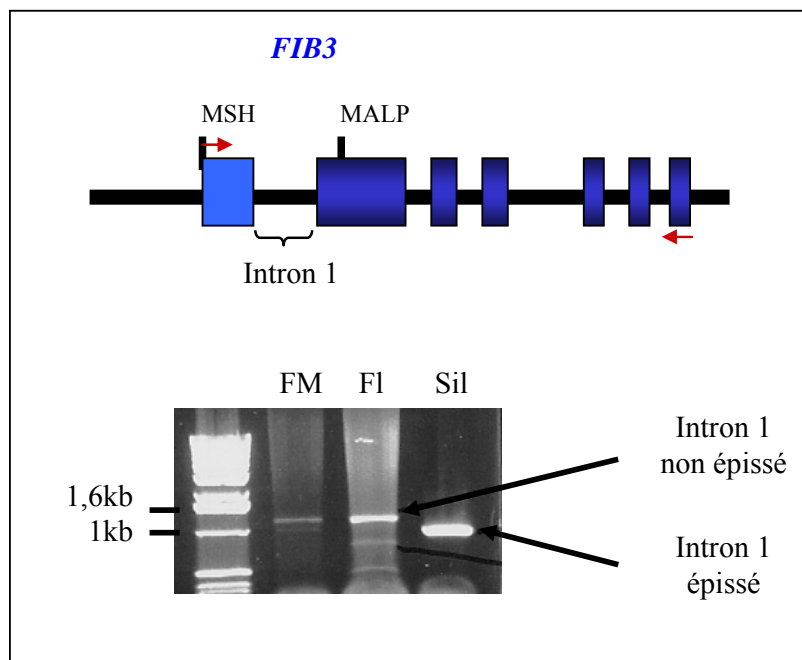 FIB3
MSH
MALP
Intron 1
FM Fl Sil
Intron 1
non épissé
1,6kb
1kb
Intron 1
épissé